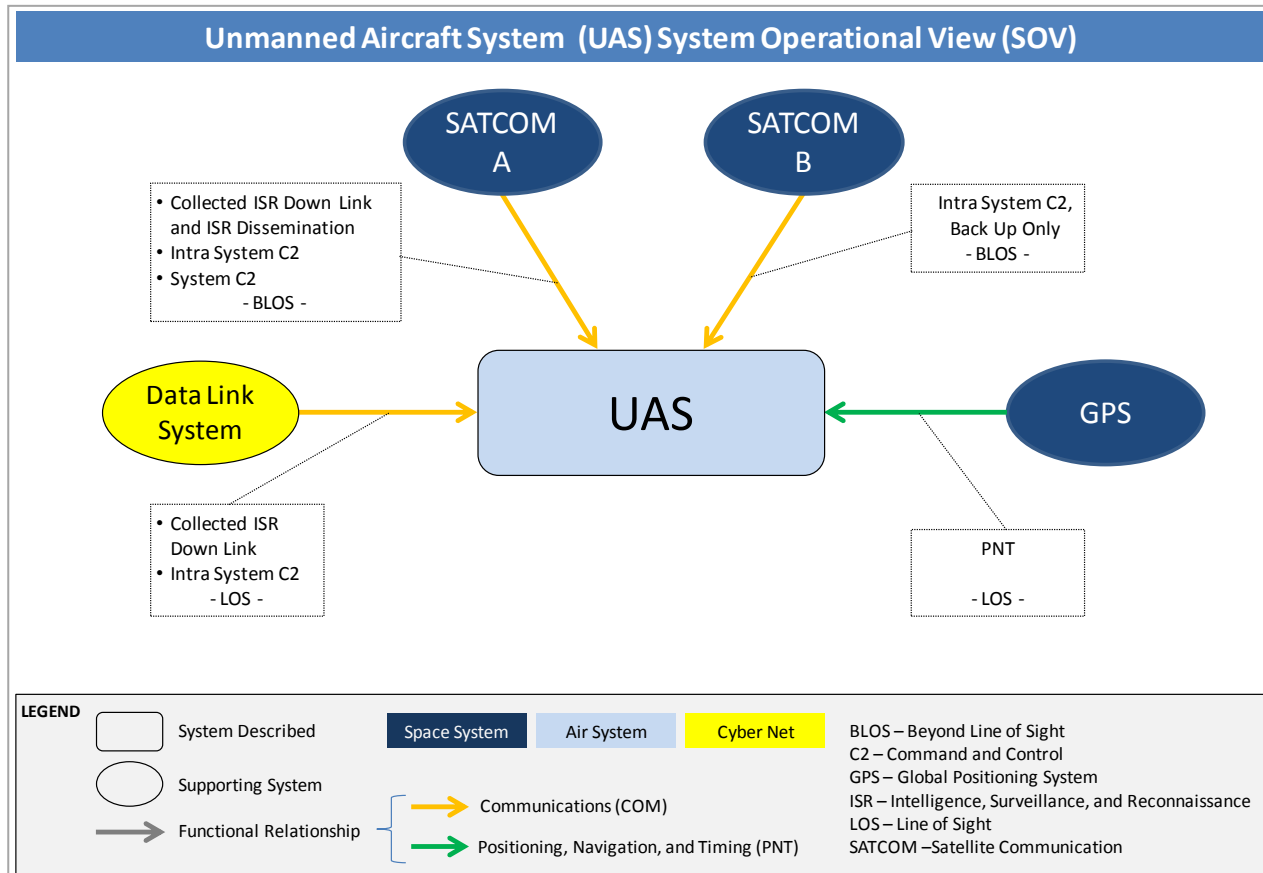 Unmanned Aircraft System (UAS) System Operational View (SOV)
SATCOM
A
SATCOM
B
• Collected ISR Down Link
and ISR Dissemination
• Intra System C2
• System C2
- BLOS -
Intra System C2,
Back Up Only
- BLOS -
Data Link
System
UAS
GPS
• Collected ISR
Down Link
• Intra System C2
- LOS -
PNT
- LOS -
LEGEND
System Described
Supporting System
Functional Relationship
Space System
Air System
Cyber Net
Communications (COM)
Positioning, Navigation, and Timing (PNT)
BLOS – Beyond Line of Sight
C2 – Command and Control
GPS – Global Positioning System
ISR – Intelligence, Surveillance, and Reconnaissance
LOS – Line of Sight
SATCOM –Satellite Communication